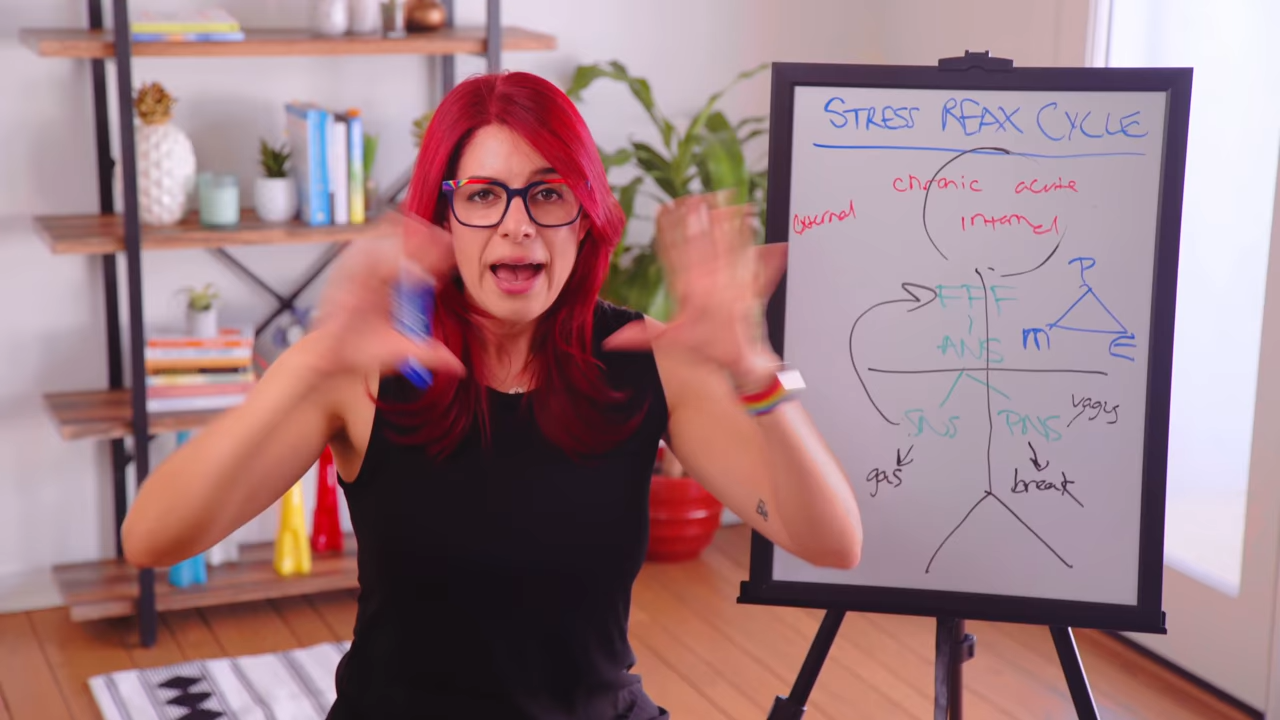 STRESS REAX CYCLE
chronic acute
external internal
FFF
P
ANS
M E
SNS PNS vagus
gas break